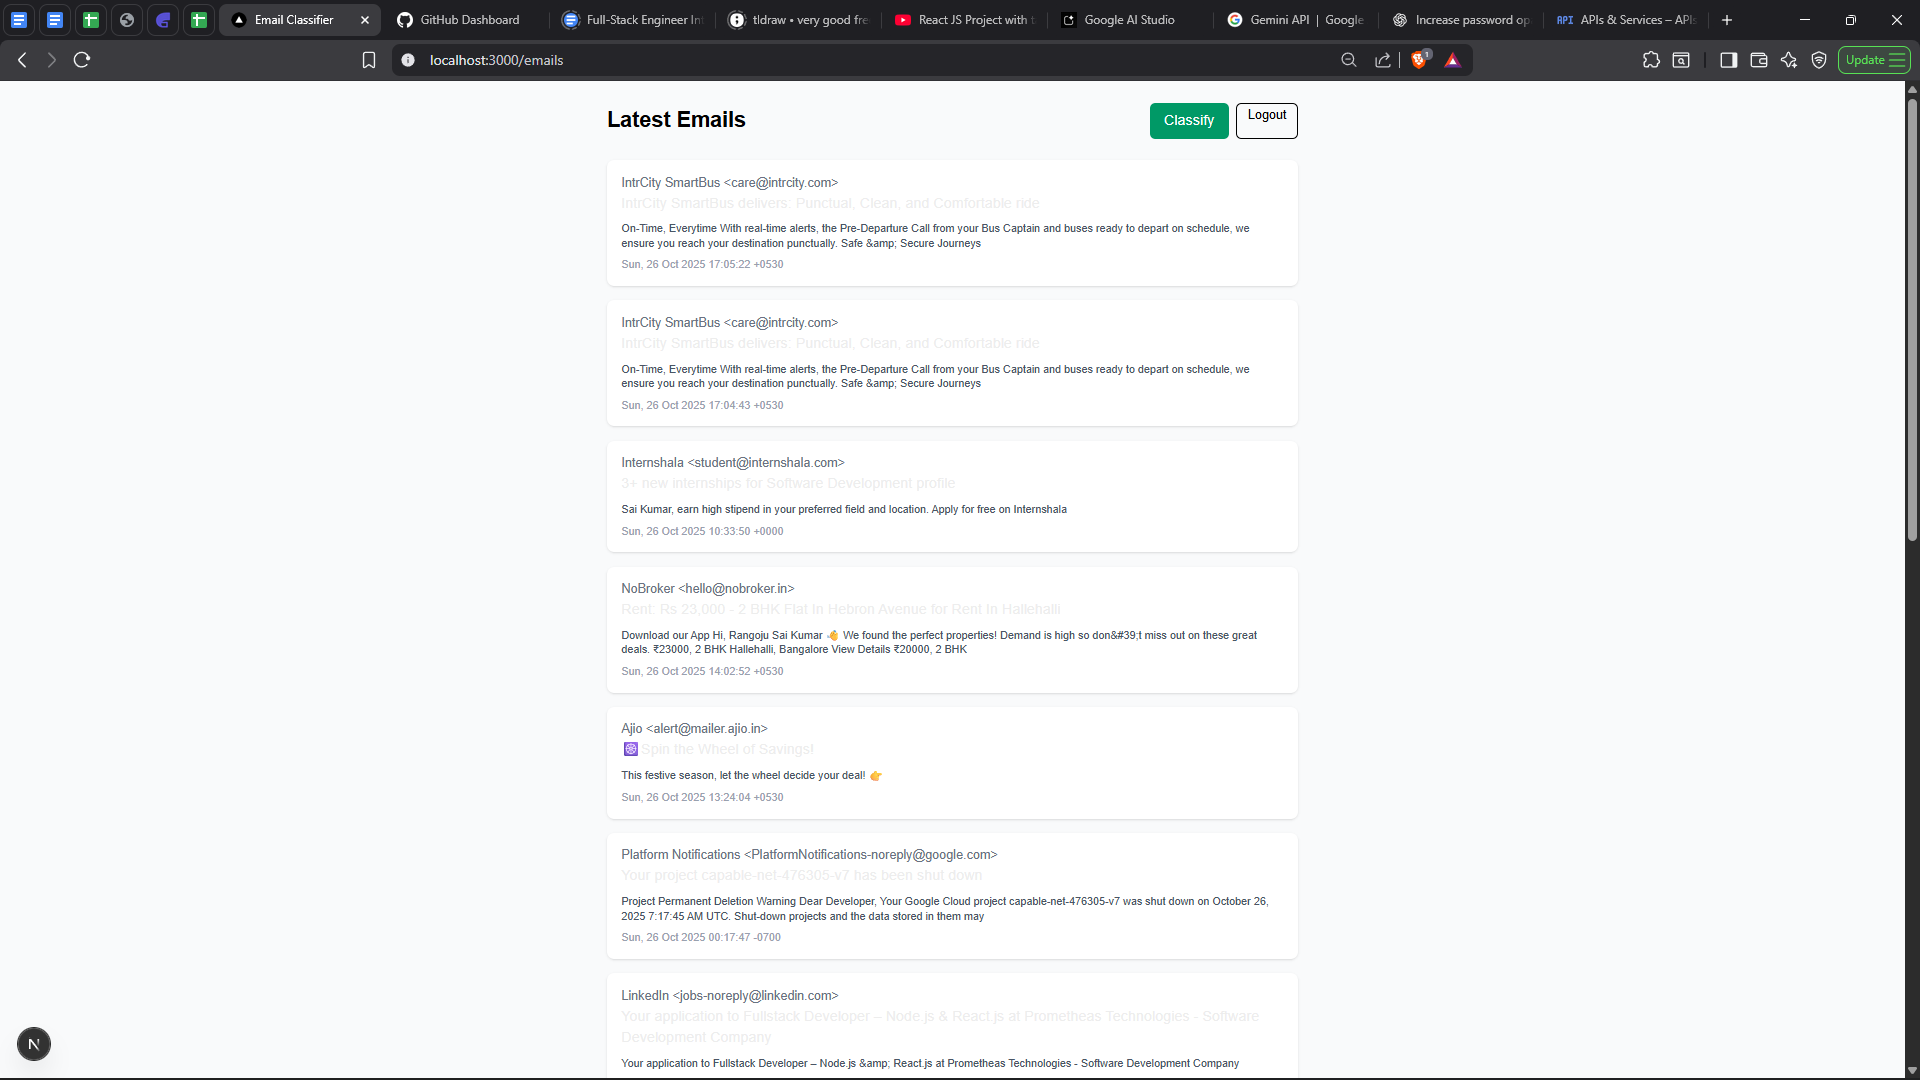 Email Classifier
GitHub Dashboard
Full-Stack Engineer Int
tldraw • very good fre
React JS Project with t
Google AI Studio
Gemini API | Google
Increase password op
API APIs & Services – APIs
localhost:3000/emails
1
Update
Latest Emails
Classify
Logout
IntrCity SmartBus <care@intrcity.com>
IntrCity SmartBus delivers: Punctual, Clean, and Comfortable ride
On-Time, Everytime With real-time alerts, the Pre-Departure Call from your Bus Captain and buses ready to depart on schedule, we
ensure you reach your destination punctually. Safe &amp; Secure Journeys
Sun, 26 Oct 2025 17:05:22 +0530
IntrCity SmartBus <care@intrcity.com>
IntrCity SmartBus delivers: Punctual, Clean, and Comfortable ride
On-Time, Everytime With real-time alerts, the Pre-Departure Call from your Bus Captain and buses ready to depart on schedule, we
ensure you reach your destination punctually. Safe &amp; Secure Journeys
Sun, 26 Oct 2025 17:04:43 +0530
Internshala <student@internshala.com>
3+ new internships for Software Development profile
Sai Kumar, earn high stipend in your preferred field and location. Apply for free on Internshala
Sun, 26 Oct 2025 10:33:50 +0000
NoBroker <hello@nobroker.in>
Rent: Rs 23,000 - 2 BHK Flat In Hebron Avenue for Rent In Hallehalli
Download our App Hi, Rangoju Sai Kumar 👋 We found the perfect properties! Demand is high so don&#39;t miss out on these great
deals. ₹23000, 2 BHK Hallehalli, Bangalore View Details ₹20000, 2 BHK
Sun, 26 Oct 2025 14:02:52 +0530
Ajio <alert@mailer.ajio.in>
☸️ Spin the Wheel of Savings!
This festive season, let the wheel decide your deal! 👉
Sun, 26 Oct 2025 13:24:04 +0530
Platform Notifications <PlatformNotifications-noreply@google.com>
Your project capable-net-476305-v7 has been shut down
Project Permanent Deletion Warning Dear Developer, Your Google Cloud project capable-net-476305-v7 was shut down on October 26,
2025 7:17:45 AM UTC. Shut-down projects and the data stored in them may
Sun, 26 Oct 2025 00:17:47 -0700
LinkedIn <jobs-noreply@linkedin.com>
Your application to Fullstack Developer – Node.js & React.js at Prometheas Technologies - Software
Development Company
Your application to Fullstack Developer – Node.js &amp; React.js at Prometheas Technologies - Software Development Company
N